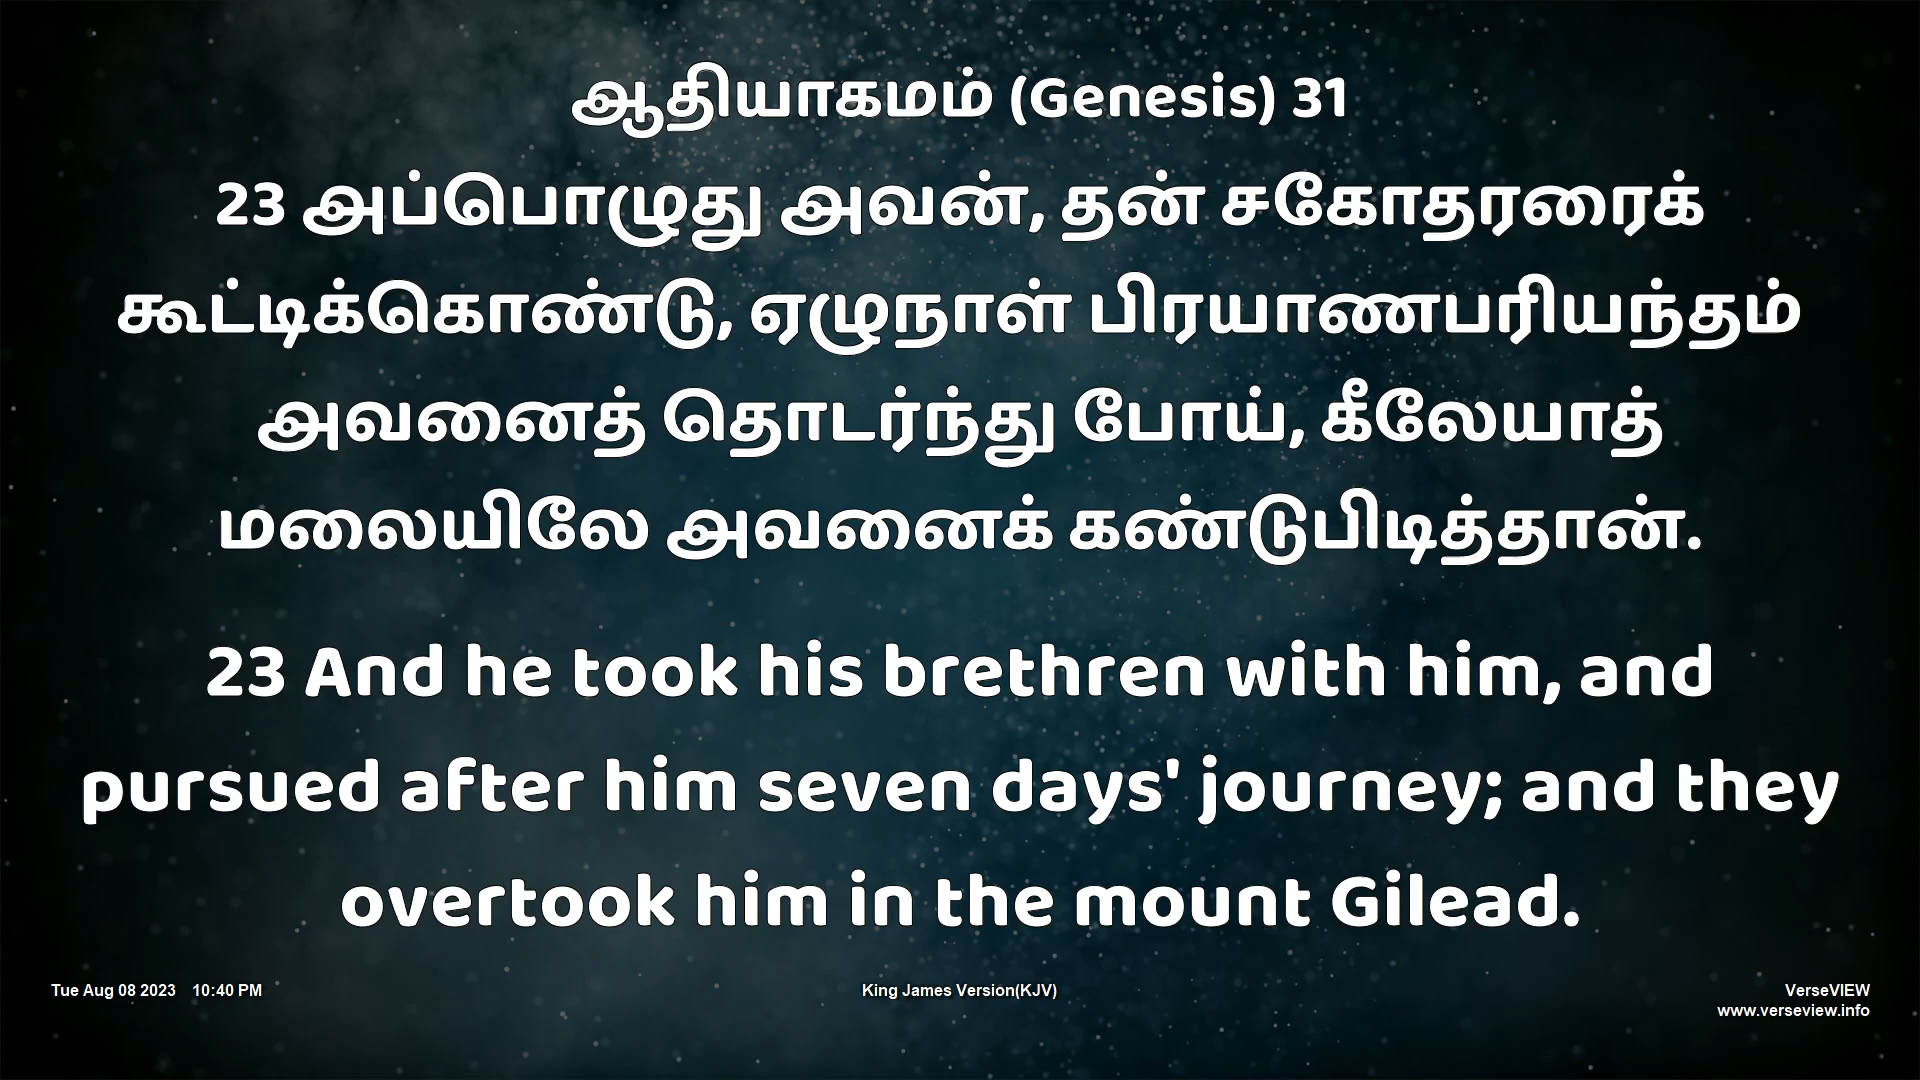 ஆதியாகமம் (Genesis) 31
23 அப்பொழுது அவன், தன் சகோதரரைக்
கூட்டிக்கொண்டு, ஏழுநாள் பிரயாணபரியந்தம்
அவனைத் தொடர்ந்து போய், கீலேயாத்
மலையிலே அவனைக் கண்டுபிடித்தான்.
23 And he took his brethren with him, and
pursued after him seven days' journey; and they
overtook him in the mount Gilead.
Tue Aug 08 2023 10:40 PM
King James Version(KJV)
VerseVIEW
www.verseview.info